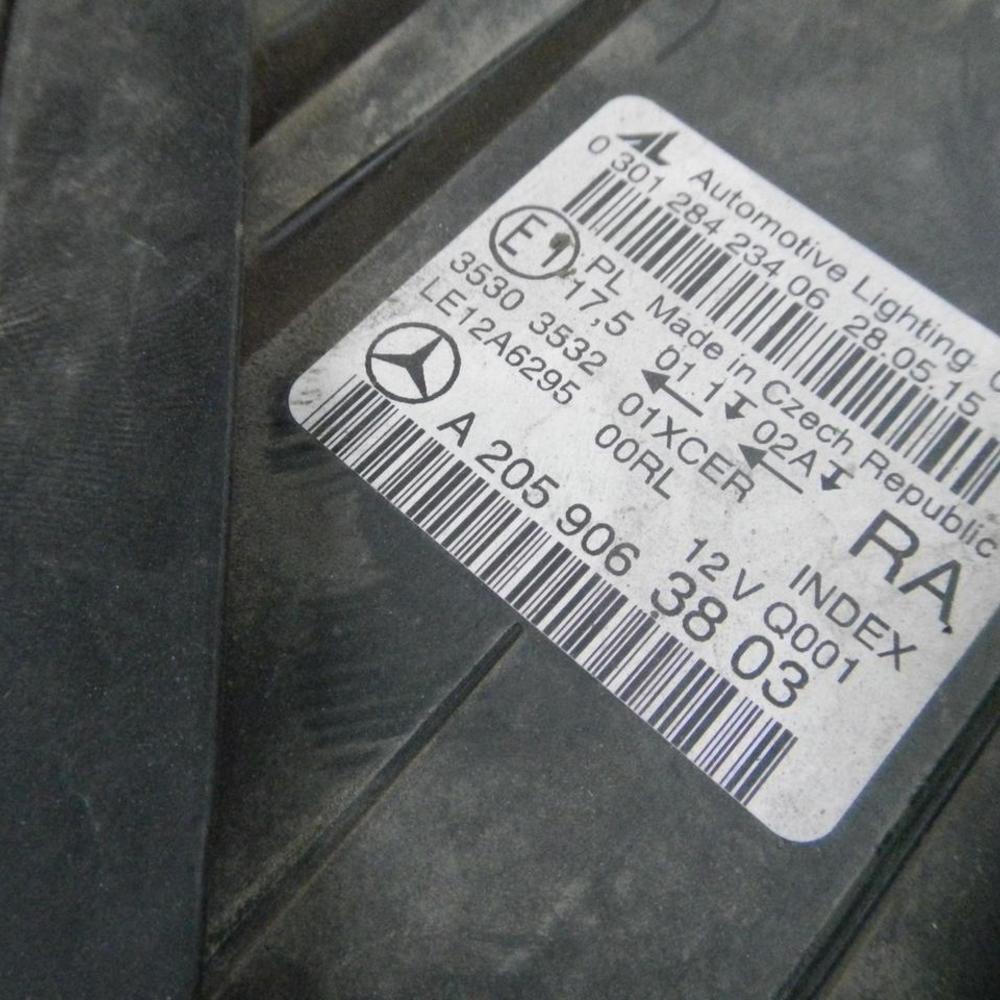 AL Automotive Lighting
0 301 284 234 06 28.05.15
E1 PL Made in Czech Republic
17,5 01 1 02A RA
3530 3532 01XCER INDEX
LE12A6295 00RL 12 V Q001
A 205 906 38 03